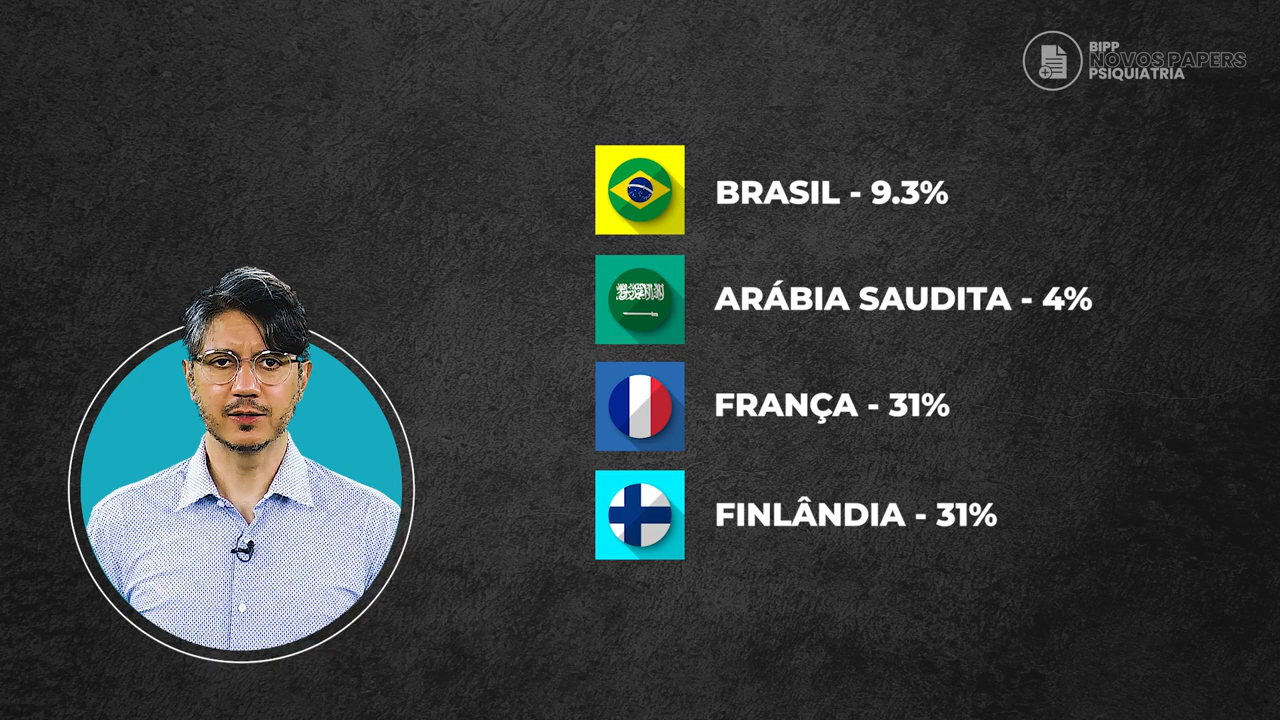 BIPP
NOVOS PAPERS
PSIQUIATRIA
BRASIL - 9.3%
ARÁBIA SAUDITA - 4%
FRANÇA - 31%
FINLÂNDIA - 31%